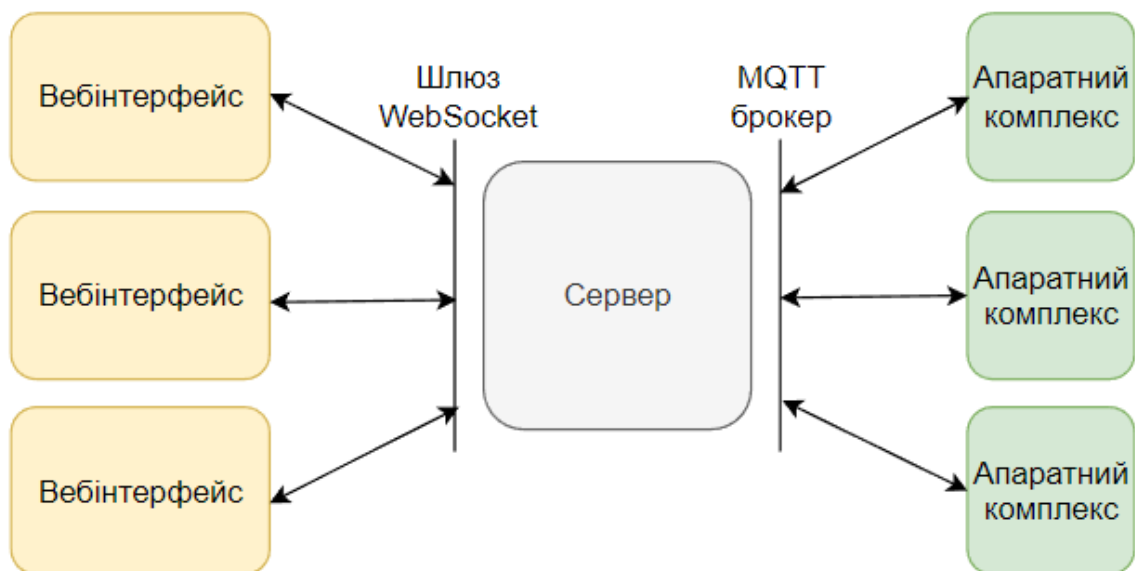 Вебінтерфейс
Шлюз
WebSocket
MQTT
брокер
Апаратний
комплекс
Вебінтерфейс
Сервер
Апаратний
комплекс
Вебінтерфейс
Апаратний
комплекс